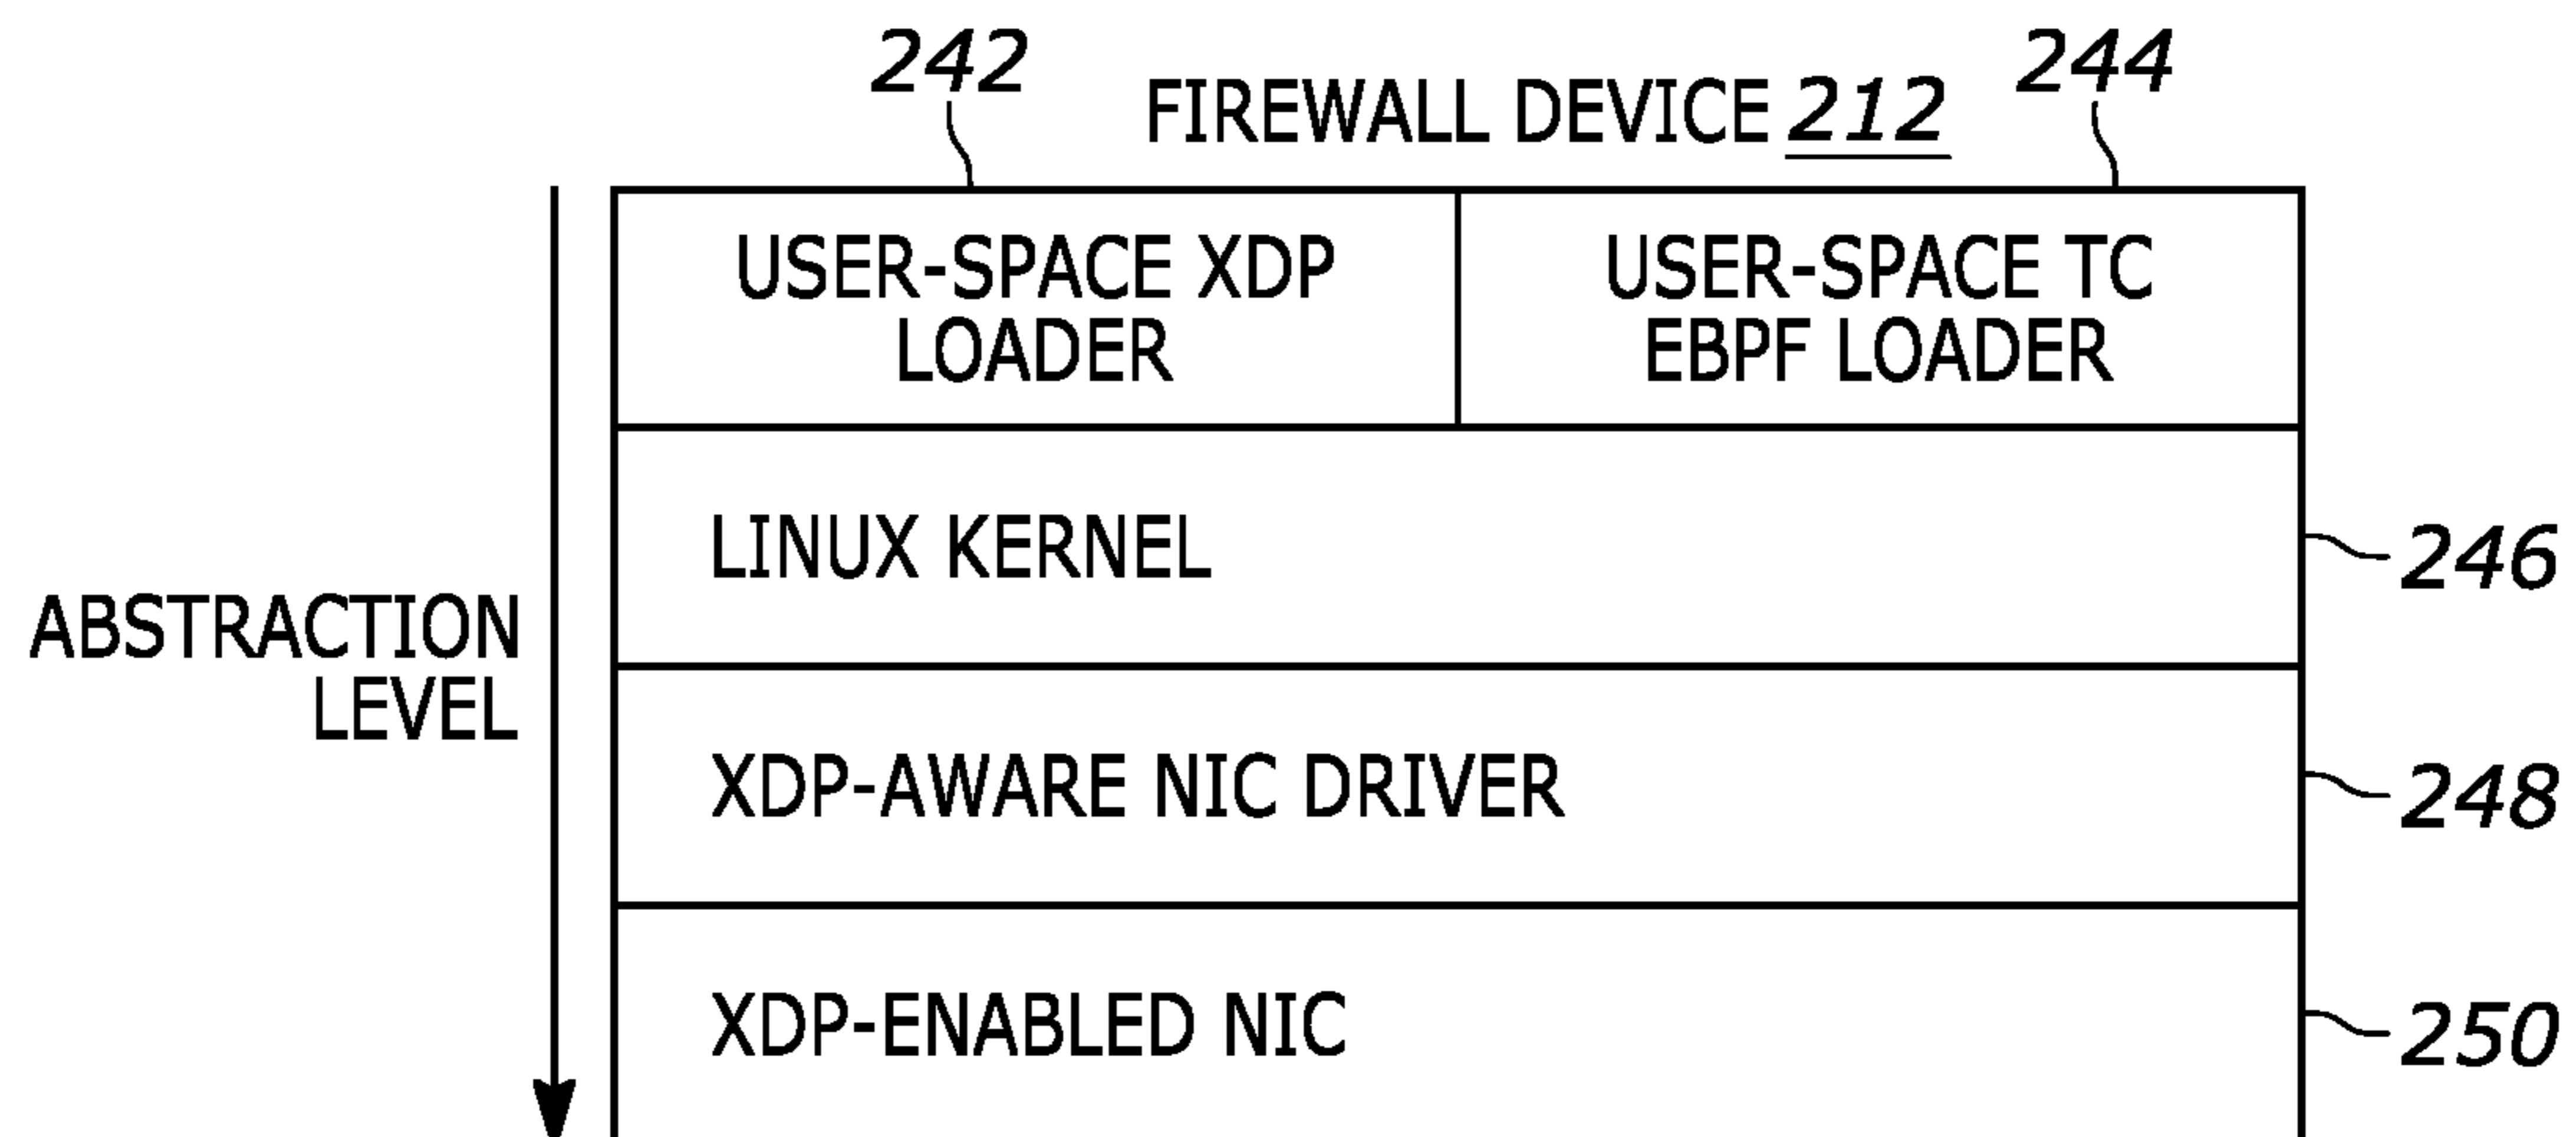 242
FIREWALL DEVICE 212
244
USER-SPACE XDP
LOADER
USER-SPACE TC
EBPF LOADER
LINUX KERNEL
246
ABSTRACTION
LEVEL
XDP-AWARE NIC DRIVER
248
XDP-ENABLED NIC
250